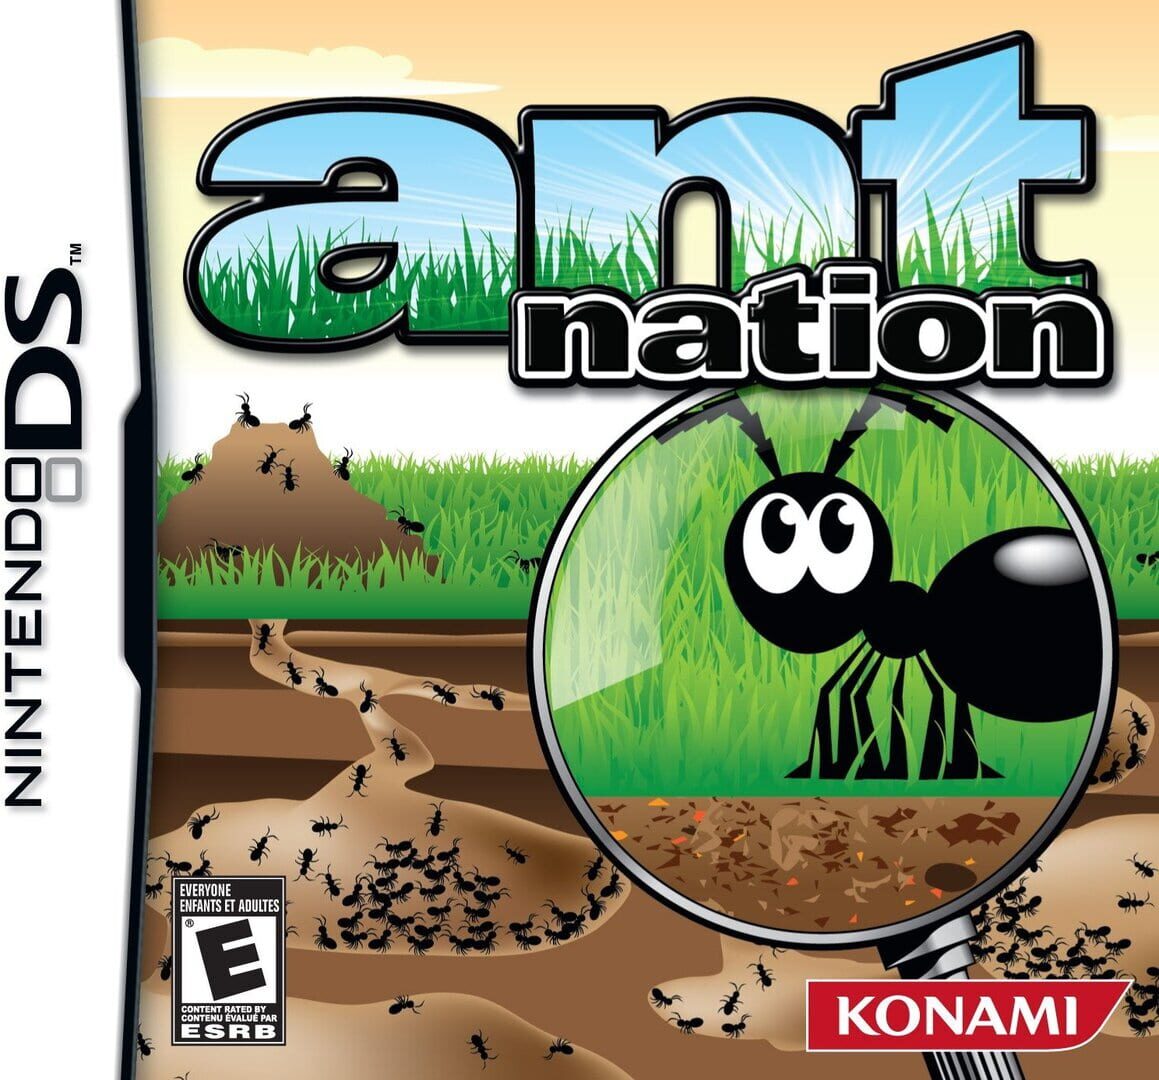 ant
nation
NINTENDO DS™
EVERYONE
ENFANTS ET ADULTES
E®
CONTENT RATED BY
CONTENU ÉVALUÉ PAR
ESRB
KONAMI